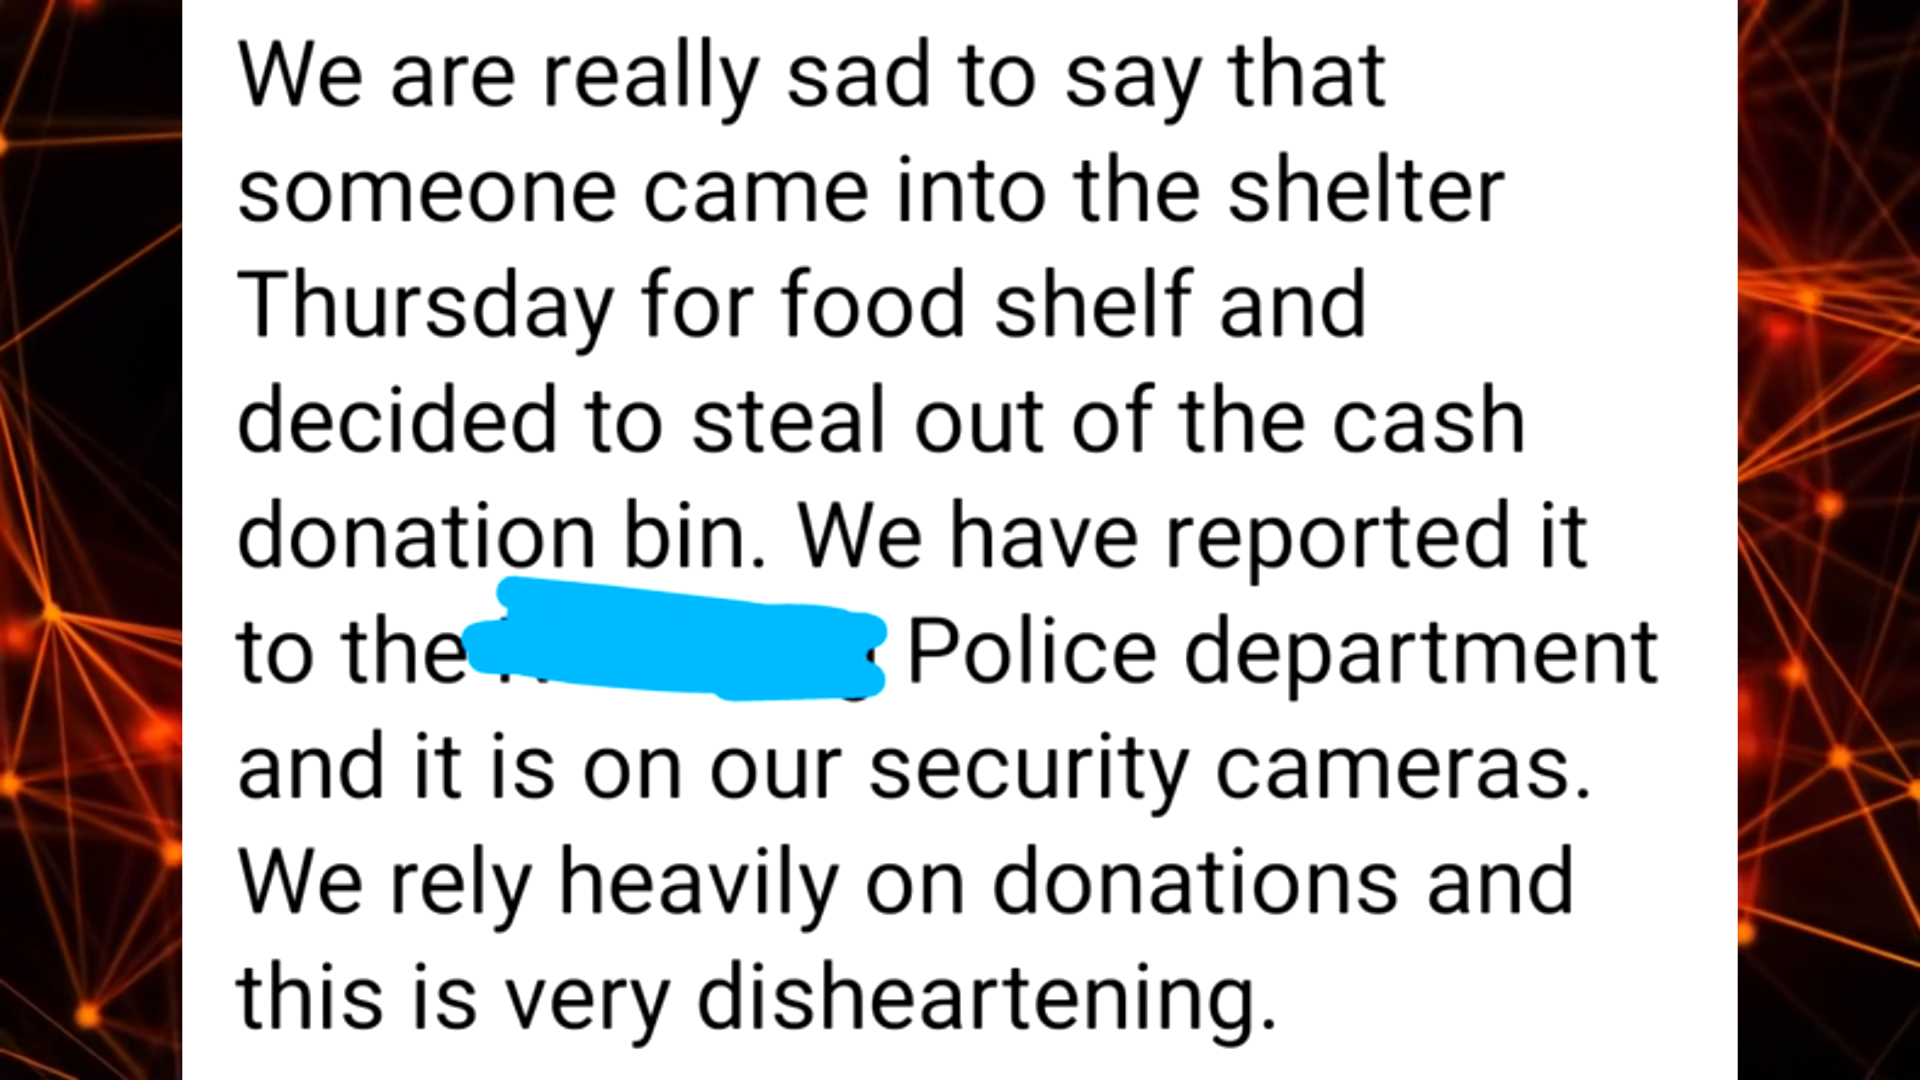 We are really sad to say that
someone came into the shelter
Thursday for food shelf and
decided to steal out of the cash
donation bin. We have reported it
to the Police department
and it is on our security cameras.
We rely heavily on donations and
this is very disheartening.